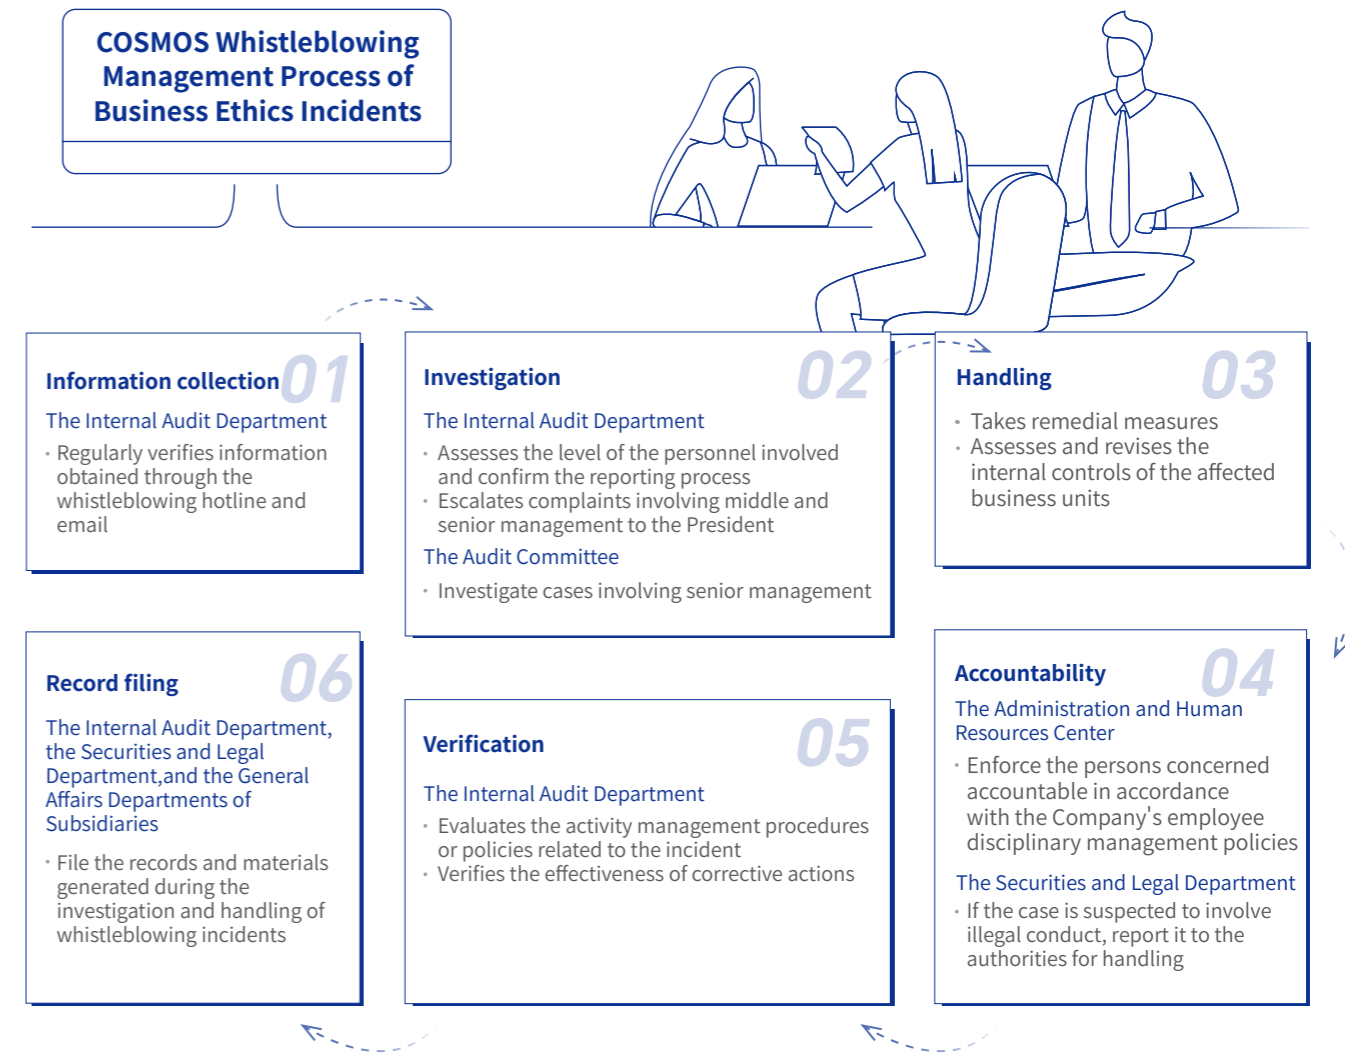 COSMOS Whistleblowing
Management Process of
Business Ethics Incidents
01
Information collection
The Internal Audit Department
· Regularly verifies information
obtained through the
whistleblowing hotline and
email
02
Investigation
The Internal Audit Department
· Assesses the level of the personnel involved
and confirm the reporting process
· Escalates complaints involving middle and
senior management to the President
The Audit Committee
· Investigate cases involving senior management
03
Handling
· Takes remedial measures
· Assesses and revises the
internal controls of the affected
business units
04
Accountability
The Administration and Human
Resources Center
· Enforce the persons concerned
accountable in accordance
with the Company's employee
disciplinary management policies
The Securities and Legal Department
· If the case is suspected to involve
illegal conduct, report it to the
authorities for handling
05
Verification
The Internal Audit Department
· Evaluates the activity management procedures
or policies related to the incident
· Verifies the effectiveness of corrective actions
06
Record filing
The Internal Audit Department,
the Securities and Legal
Department,and the General
Affairs Departments of
Subsidiaries
· File the records and materials
generated during the
investigation and handling of
whistleblowing incidents